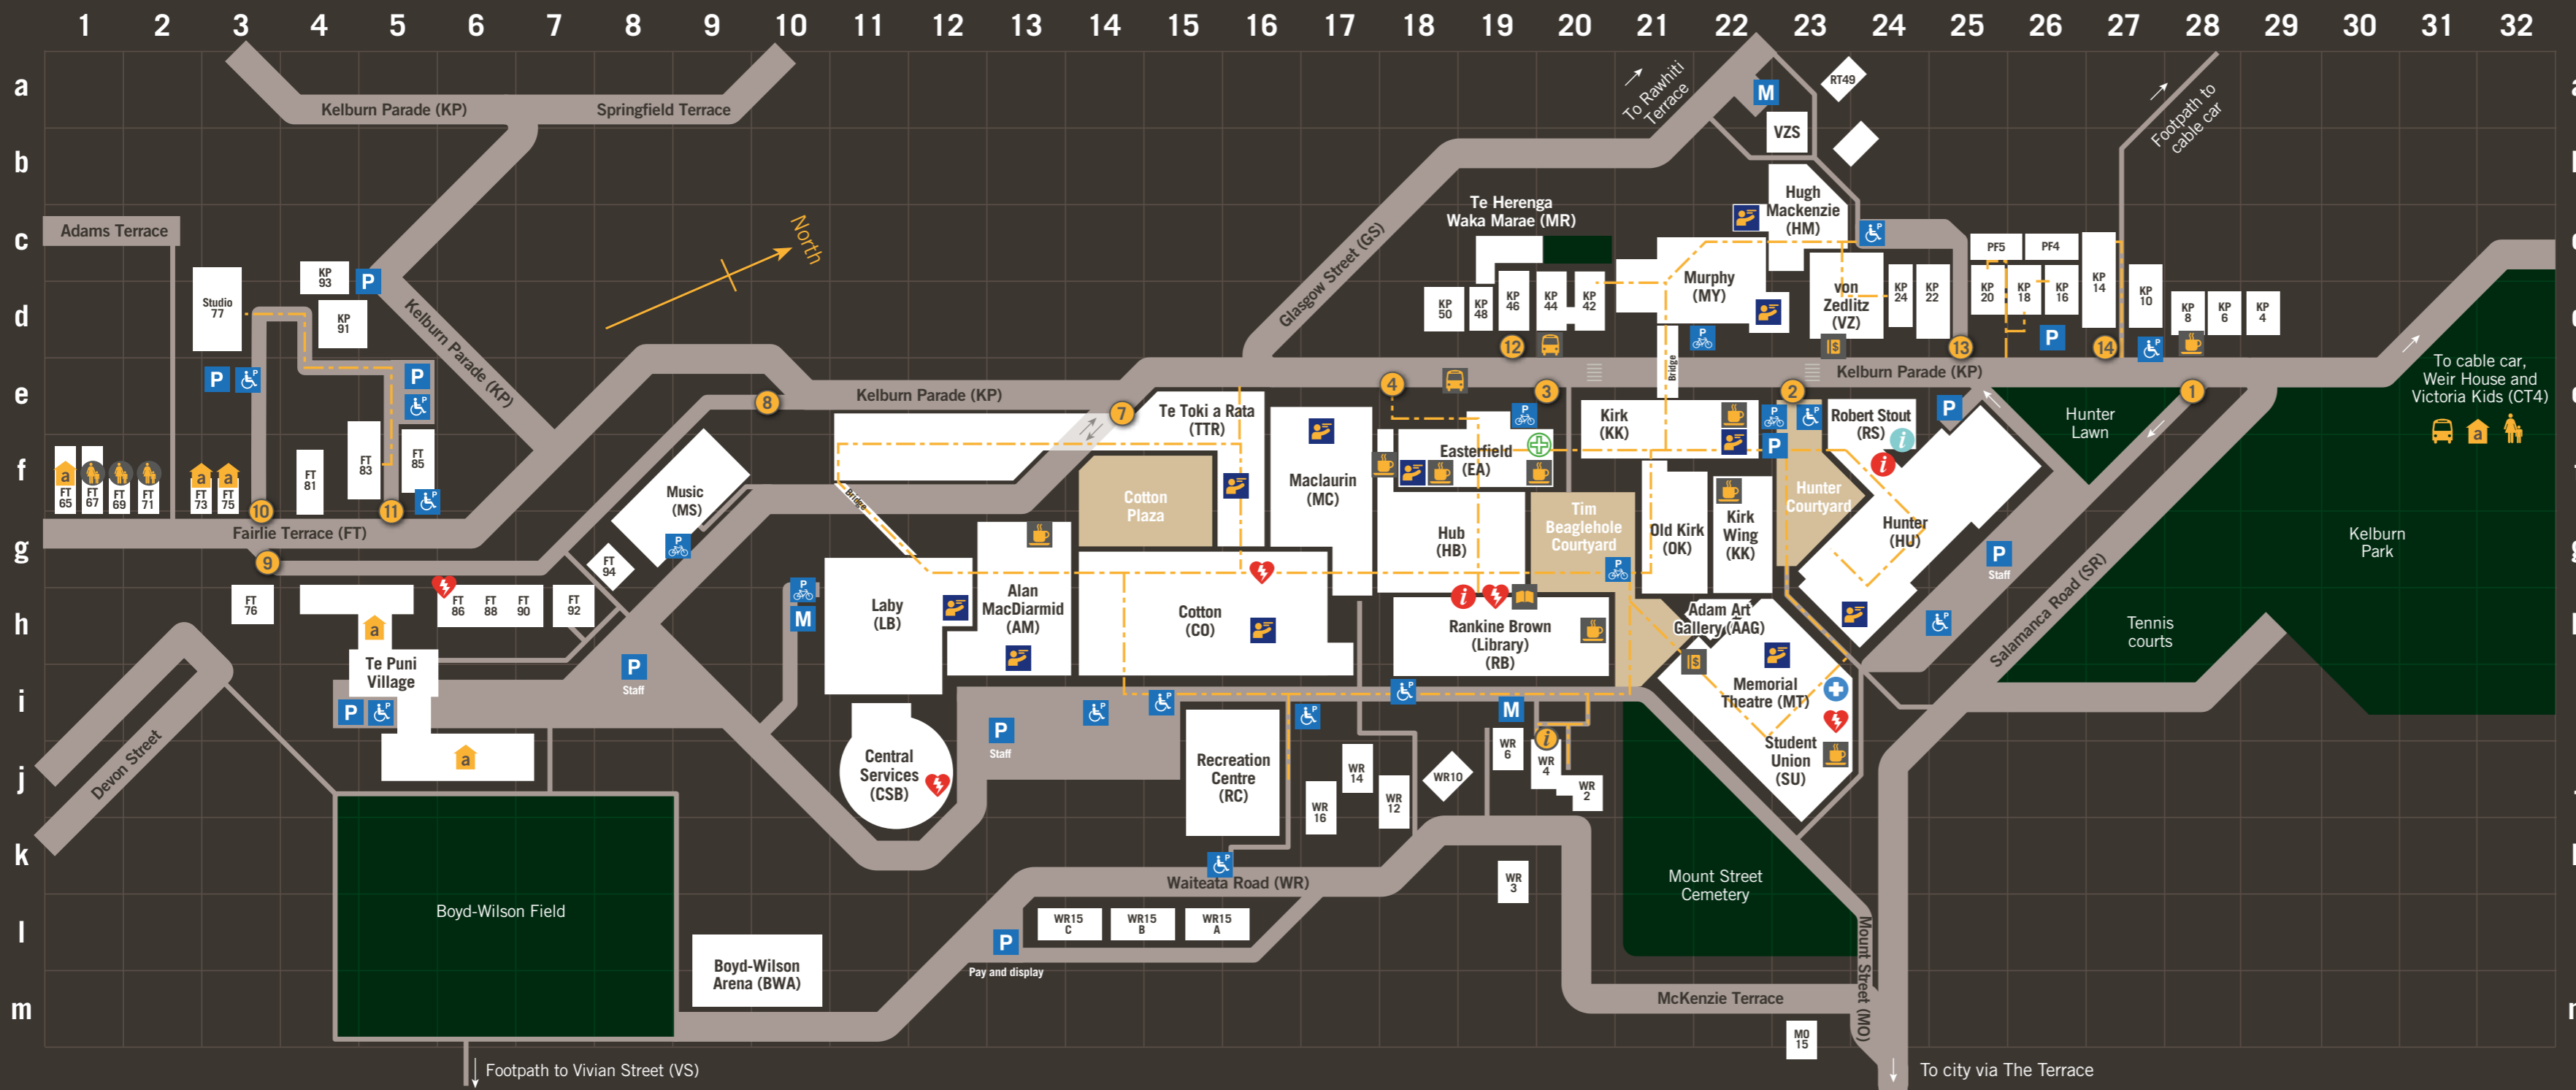 1 2 3 4 5 6 7 8 9 10 11 12 13 14 15 16 17 18 19 20 21 22 23 24 25 26 27 28 29 30 31 32
a
b
c
d
e
f
g
h
i
j
k
l
m
Kelburn Parade (KP)
Springfield Terrace
To Rawhiti
Terrace
M
RT49
VZS
Footpath to
cable car
Adams Terrace
North
Glasgow Street (GS)
Te Herenga
Waka Marae (MR)
Hugh
Mackenzie
(HM)
P
PF5
PF4
Studio
77
KP
93
P
KP
91
Kelburn Parade (KP)
KP
50
KP
48
KP
46
KP
44
KP
42
Murphy
(MY)
von
Zedlitz
(VZ)
KP
24
KP
22
KP
20
KP
18
KP
16
KP
14
KP
10
KP
8
KP
6
KP
4
12
P
$
13
P
14
P
Bridge
Kelburn Parade (KP)
To cable car,
Weir House and
Victoria Kids (CT4)
a
P
P
P
P
8
Kelburn Parade (KP)
7
Te Toki a Rata
(TTR)
4
3
P
Kirk
(KK)
P
2
P
P
Robert Stout
(RS)
i
i
P
Hunter
Lawn
1
a
FT
65
FT
67
FT
69
FT
71
a
FT
73
a
FT
75
FT
81
FT
83
FT
85
P
10
11
Fairlie Terrace (FT)
9
Music
(MS)
P
FT
94
Bridge
Cotton
Plaza
Maclaurin
(MC)
Easterfield
(EA)
Hub
(HB)
Tim
Beaglehole
Courtyard
P
Old Kirk
(OK)
Kirk
Wing
(KK)
Hunter
Courtyard
Hunter
(HU)
P
Staff
Salamanca Road (SR)
Kelburn
Park
FT
76
a
Te Puni
Village
FT
86
FT
88
FT
90
FT
92
P
M
Laby
(LB)
Alan
MacDiarmid
(AM)
Cotton
(CO)
i
Rankine Brown
(Library)
(RB)
Adam Art
Gallery (AAG)
P
Tennis
courts
P
Staff
P
P
a
Devon Street
Central
Services
(CSB)
P
Staff
P
P
P
P
Recreation
Centre
(RC)
WR
16
WR
14
WR
12
WR10
M
WR
6
i
WR
4
WR
2
$
Memorial
Theatre (MT)
Student
Union
(SU)
Boyd-Wilson Field
P
Waiteata Road (WR)
WR
3
Mount Street
Cemetery
WR15
C
WR15
B
WR15
A
P
Pay and display
Boyd-Wilson
Arena (BWA)
McKenzie Terrace
Mount Street (MO)
MO
15
Footpath to Vivian Street (VS)
To city via The Terrace